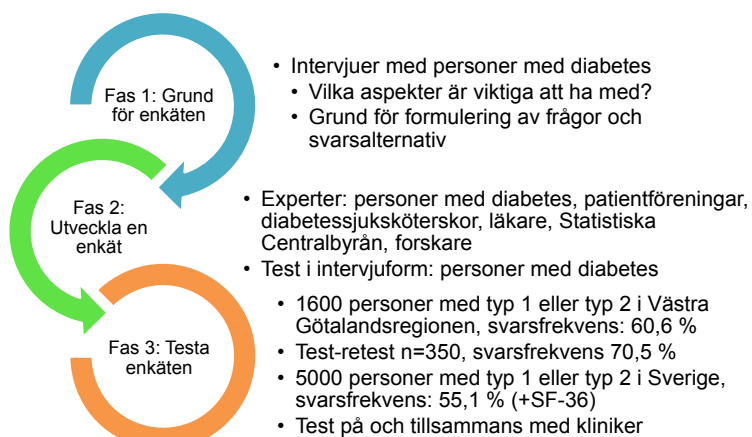 Fas 1: Grund
för enkäten
• Intervjuer med personer med diabetes
• Vilka aspekter är viktiga att ha med?
• Grund för formulering av frågor och
svarsalternativ
Fas 2:
Utveckla en
enkät
• Experter: personer med diabetes, patientföreningar,
diabetessjuksköterskor, läkare, Statistiska
Centralbyrån, forskare
• Test i intervjuform: personer med diabetes
Fas 3: Testa
enkäten
• 1600 personer med typ 1 eller typ 2 i Västra
Götalandsregionen, svarsfrekvens: 60,6 %
• Test-retest n=350, svarsfrekvens 70,5 %
• 5000 personer med typ 1 eller typ 2 i Sverige,
svarsfrekvens: 55,1 % (+SF-36)
• Test på och tillsammans med kliniker